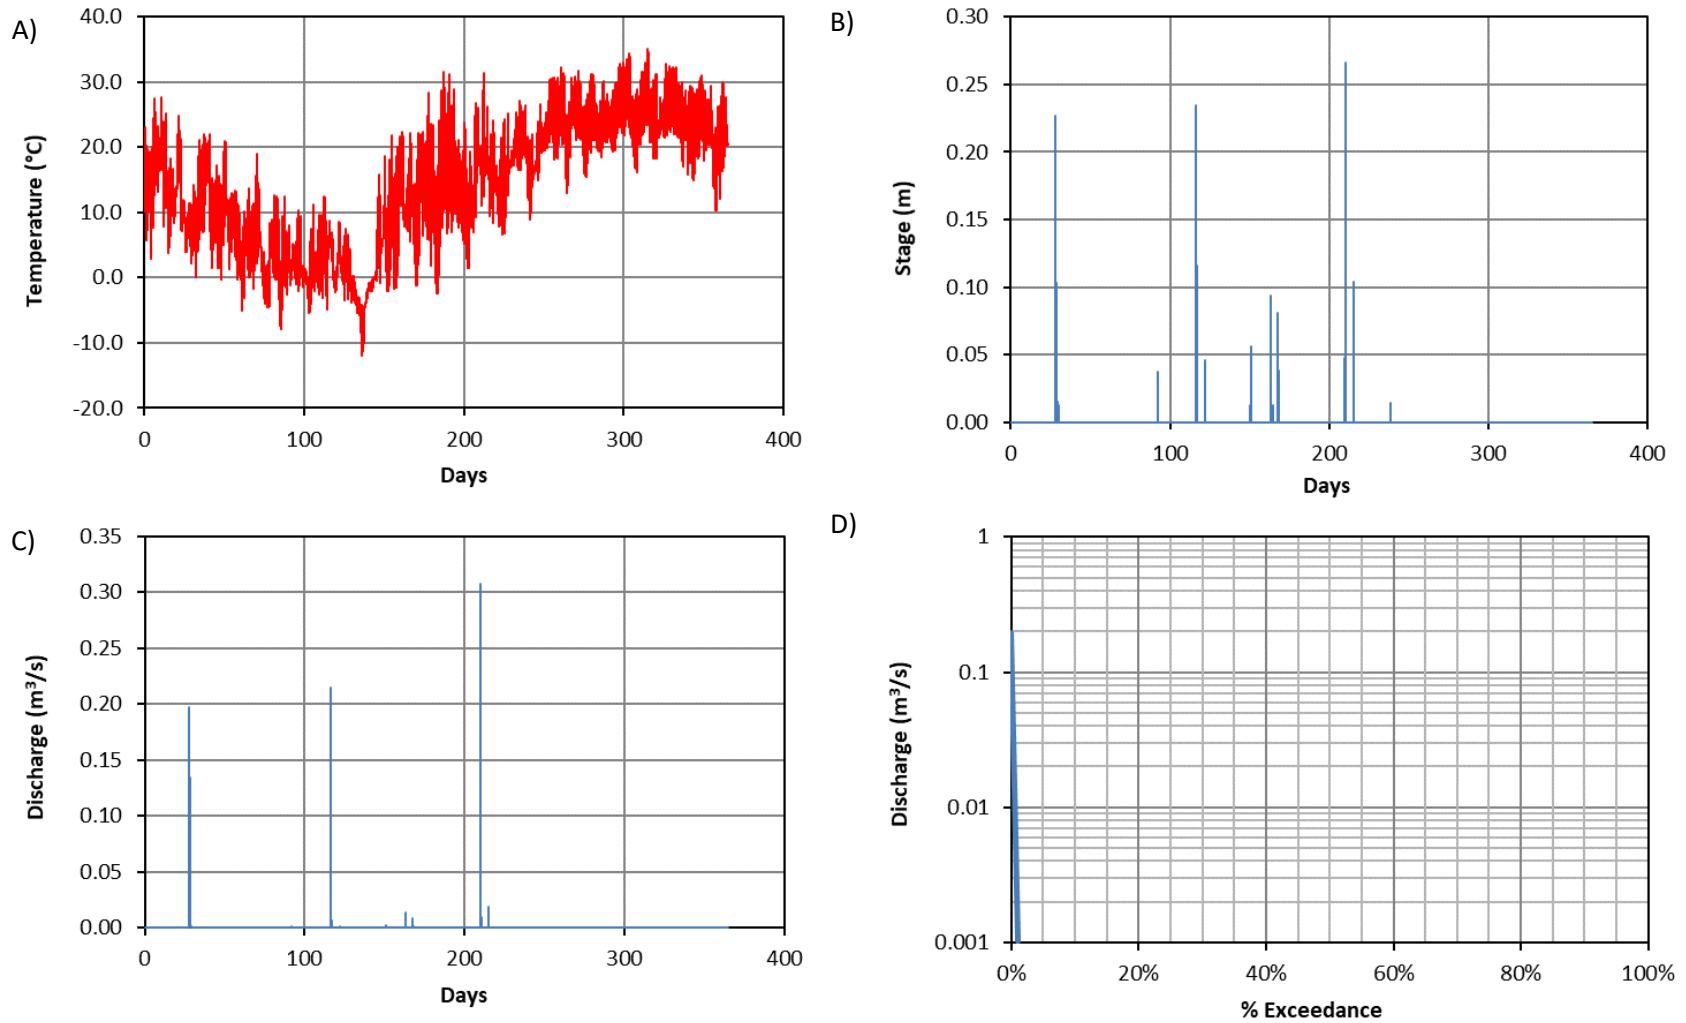 A)
40.0
30.0
20.0
10.0
0.0
-10.0
-20.0
Temperature (°C)
0 100 200 300 400
Days
B)
0.30
0.25
0.20
0.15
0.10
0.05
0.00
Stage (m)
0 100 200 300 400
Days
C)
0.35
0.30
0.25
0.20
0.15
0.10
0.05
0.00
Discharge (m³/s)
0 100 200 300 400
Days
D)
1
0.1
0.01
0.001
Discharge (m³/s)
0% 20% 40% 60% 80% 100%
% Exceedance